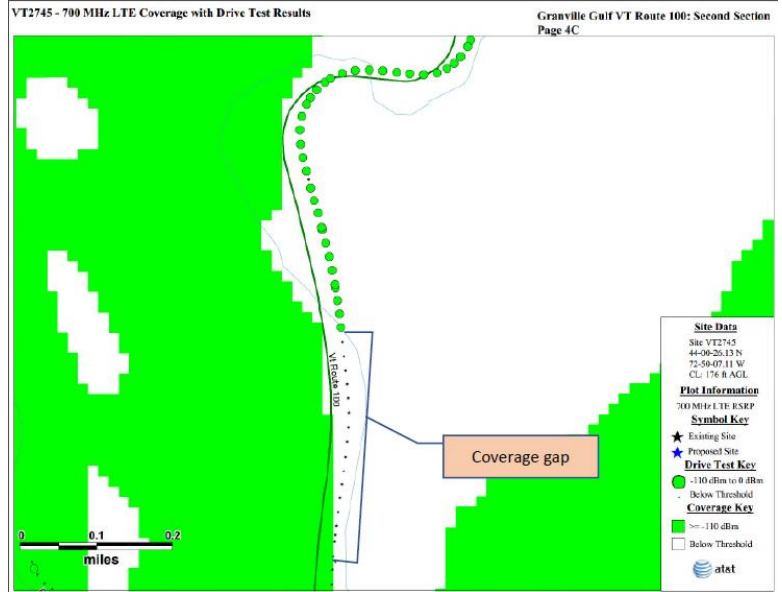 VT2745 - 700 MHz LTE Coverage with Drive Test Results
Granville Gulf VT Route 100: Second Section
Page 4C
Vt Route 100
Coverage gap
0 0.1 0.2
miles
Site Data
Site VT2745
44-00-26.13 N
72-50-07.11 W
CL: 176 ft AGL
Plot Information
700 MHz LTE RSRP
Symbol Key
Existing Site
Proposed Site
Drive Test Key
-110 dBm to 0 dBm
Below Threshold
Coverage Key
>= -110 dBm
Below Threshold
at&t